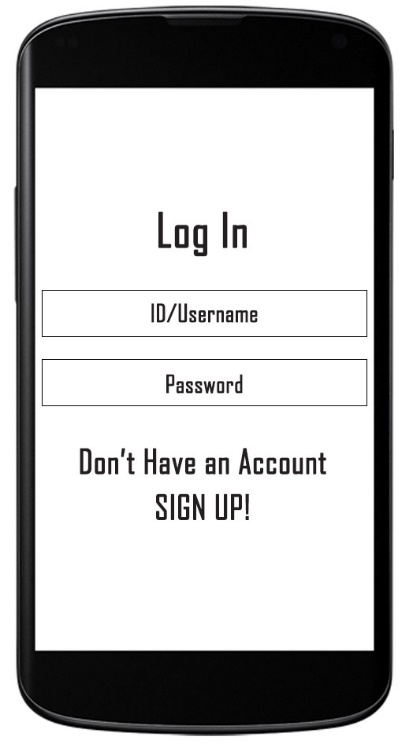 Log In
ID/Username
Password
Don't Have an Account
SIGN UP!